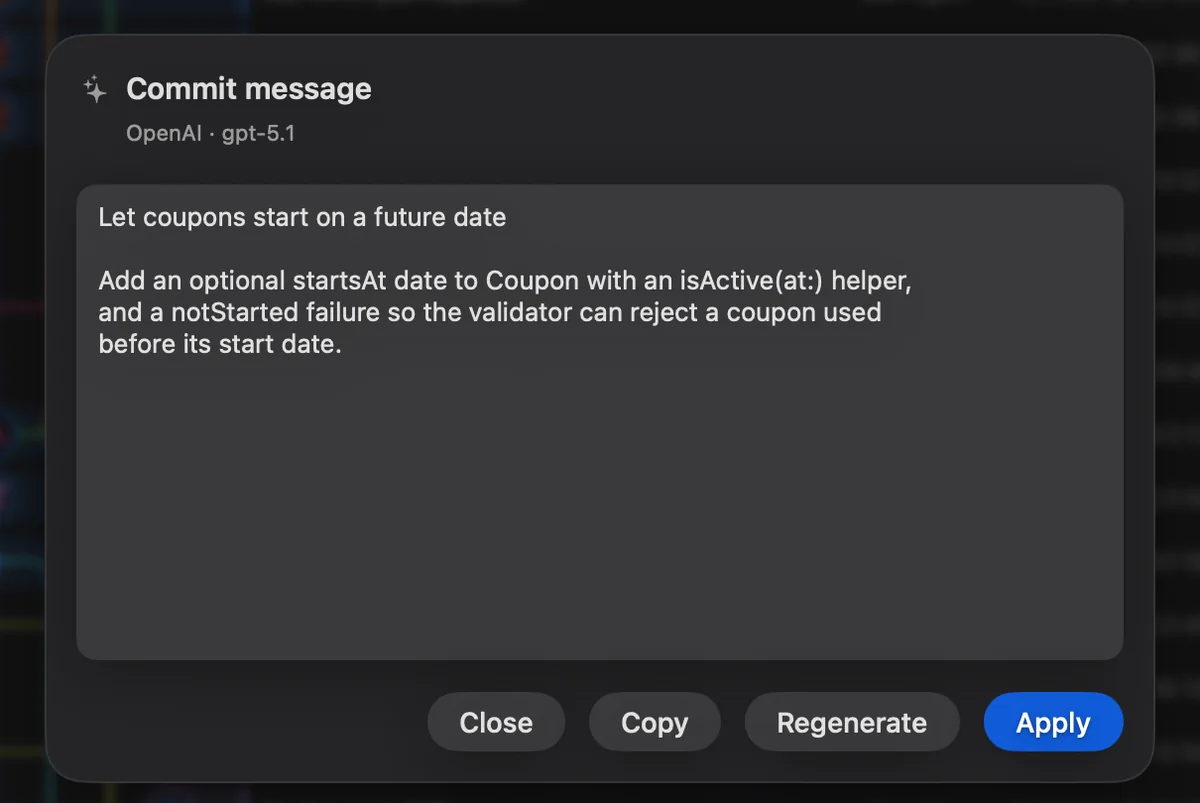 Commit message
OpenAI · gpt-5.1
Let coupons start on a future date
Add an optional startsAt date to Coupon with an isActive(at:) helper,
and a notStarted failure so the validator can reject a coupon used
before its start date.
Close
Copy
Regenerate
Apply